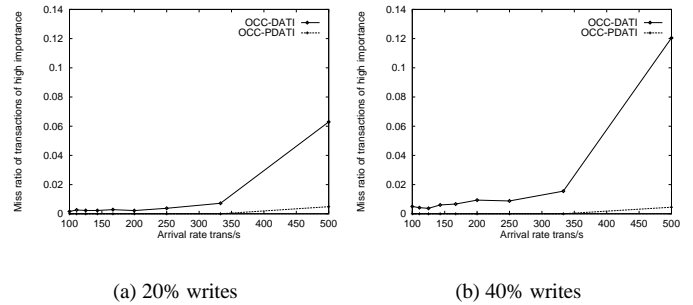 Miss ratio of transactions of high importance
0.14
0.12
0.1
0.08
0.06
0.04
0.02
0
100 150 200 250 300 350 400 450 500
Arrival rate trans/s
OCC-DATI
OCC-PDATI
(a) 20% writes
Miss ratio of transactions of high importance
0.14
0.12
0.1
0.08
0.06
0.04
0.02
0
100 150 200 250 300 350 400 450 500
Arrival rate trans/s
OCC-DATI
OCC-PDATI
(b) 40% writes